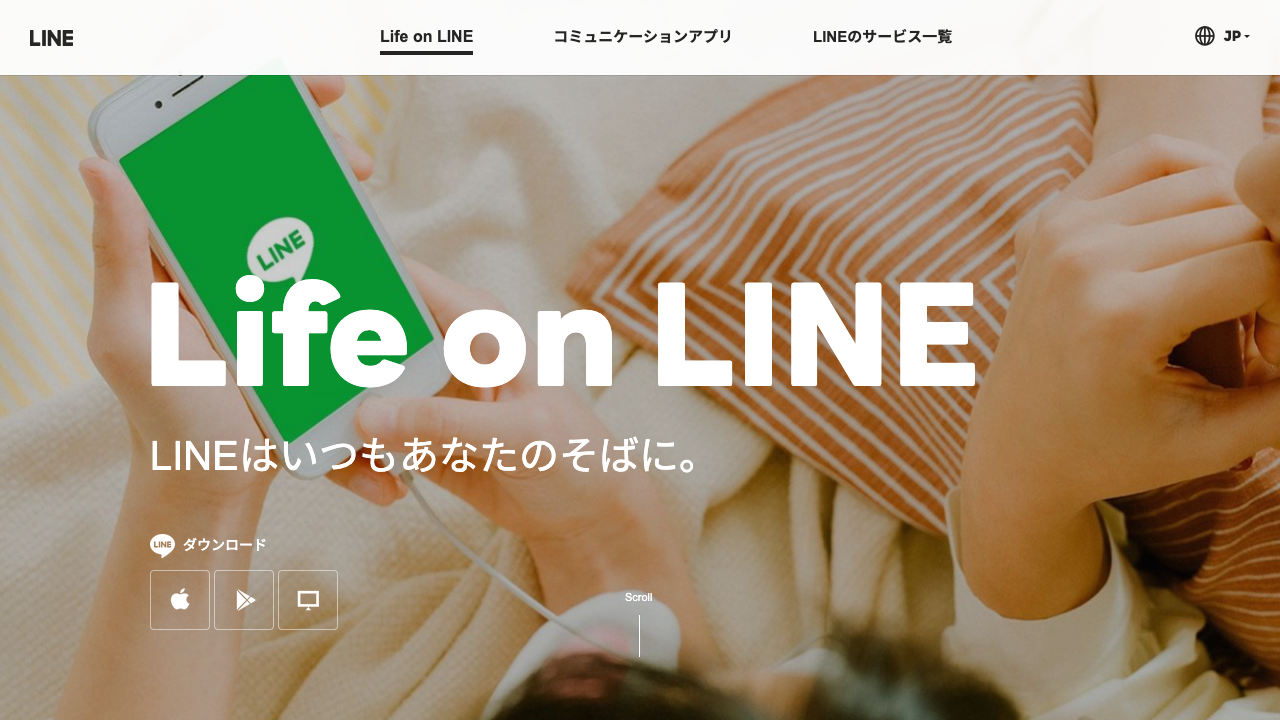 LINE
Life on LINE
コミュニケーションアプリ
LINEのサービス一覧
JP
LINE
Life on LINE
LINEはいつもあなたのそばに。
LINE ダウンロード
Scroll